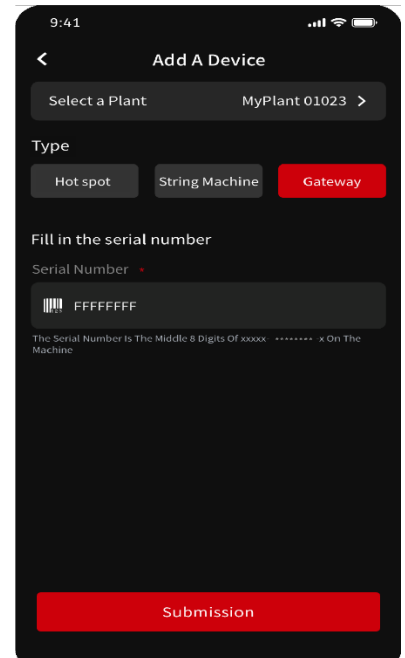 9:41
Add A Device
Select a Plant MyPlant 01023 >
Type
Hot spot String Machine Gateway
Fill in the serial number
Serial Number •
FFFFFFFF
The Serial Number Is The Middle 8 Digits Of xxxxx -******** -x On The
Machine
Submission